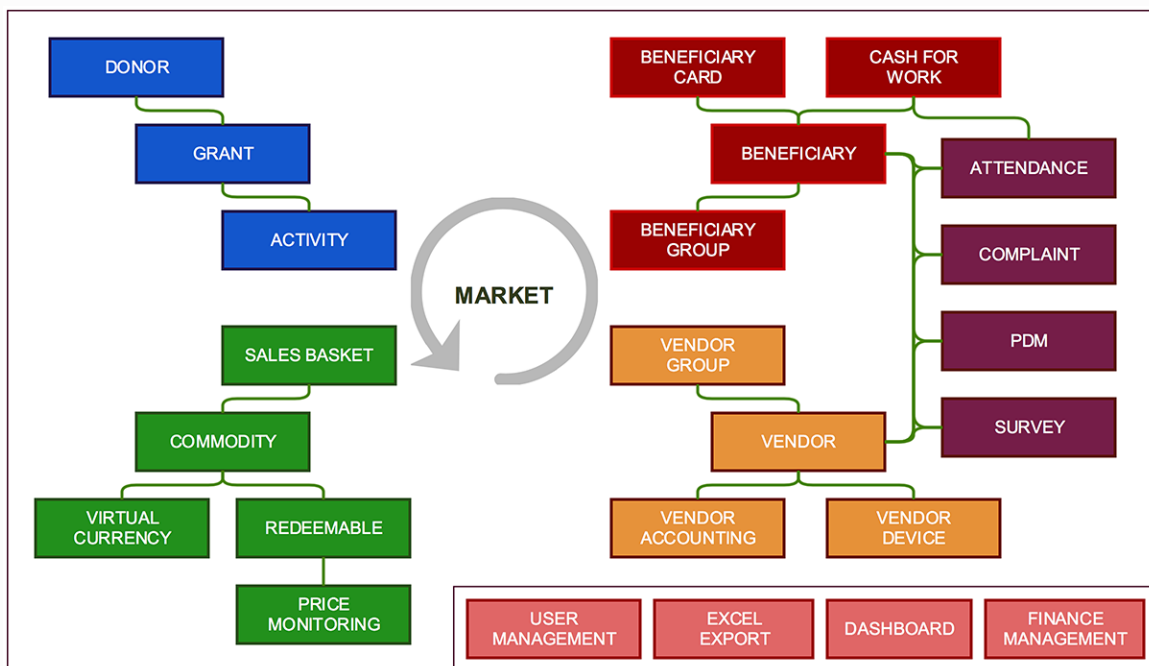 DONOR
GRANT
ACTIVITY
BENEFICIARY
CARD
CASH FOR
WORK
BENEFICIARY
BENEFICIARY
GROUP
ATTENDANCE
COMPLAINT
PDM
SURVEY
MARKET
SALES BASKET
COMMODITY
VIRTUAL
CURRENCY
REDEEMABLE
PRICE
MONITORING
VENDOR
GROUP
VENDOR
VENDOR
ACCOUNTING
VENDOR
DEVICE
USER
MANAGEMENT
EXCEL
EXPORT
DASHBOARD
FINANCE
MANAGEMENT